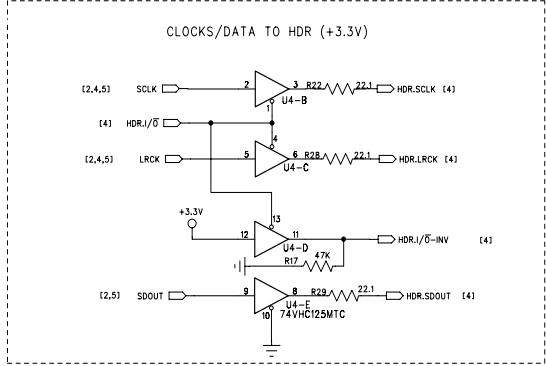 CLOCKS/DATA TO HDR (+3.3V)
[2,4,5] SCLK 2 3 R22 22.1 HDR.SCLK [4]
U4-B
1
[4] HDR.I/O̅
4
[2,4,5] LRCK 5 6 R28 22.1 HDR.LRCK [4]
U4-C
+3.3V
13
12 11 HDR.I/O̅-INV [4]
U4-D
R17 47K
[2,5] SDOUT 9 8 R29 22.1 HDR.SDOUT [4]
U4-E
10 74VHC125MTC